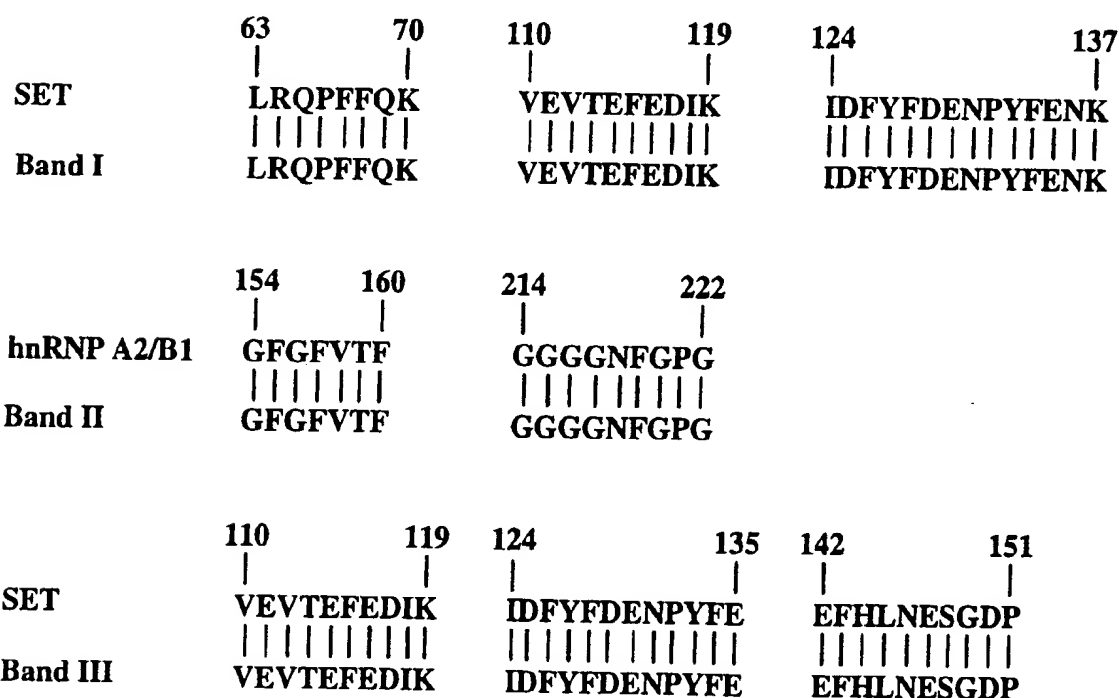 63 70 110 119 124 137
SET LRQPFFQK VEVTEFEDIK IDFYFDENPYFENK
Band I LRQPFFQK VEVTEFEDIK IDFYFDENPYFENK
154 160 214 222
hnRNP A2/B1 GFGFVTF GGGGNFGPG
Band II GFGFVTF GGGGNFGPG
110 119 124 135 142 151
SET VEVTEFEDIK IDFYFDENPYFE EFHLNESGDP
Band III VEVTEFEDIK IDFYFDENPYFE EFHLNESGDP